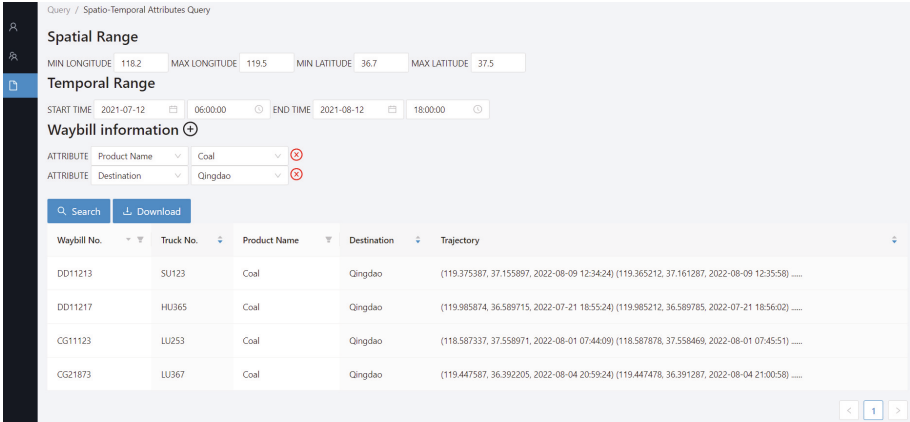 Query / Spatio-Temporal Attributes Query
Spatial Range
MIN LONGITUDE 118.2 MAX LONGITUDE 119.5 MIN LATITUDE 36.7 MAX LATITUDE 37.5
Temporal Range
START TIME 2021-07-12 06:00:00 END TIME 2021-08-12 18:00:00
Waybill information
ATTRIBUTE Product Name Coal
ATTRIBUTE Destination Qingdao
Search Download
Waybill No. Truck No. Product Name Destination Trajectory
DD11213 SU123 Coal Qingdao (119.375387, 37.155897, 2022-08-09 12:34:24) (119.365212, 37.161287, 2022-08-09 12:35:58) ......
DD11217 HU365 Coal Qingdao (119.985874, 36.589715, 2022-07-21 18:55:24) (119.985212, 36.589785, 2022-07-21 18:56:02) ......
CG11123 LU253 Coal Qingdao (118.587337, 37.558971, 2022-08-01 07:44:09) (118.587878, 37.558469, 2022-08-01 07:45:51) ......
CG21873 LU367 Coal Qingdao (119.447587, 36.392205, 2022-08-04 20:59:24) (119.447478, 36.391287, 2022-08-04 21:00:58) ......
< 1 >